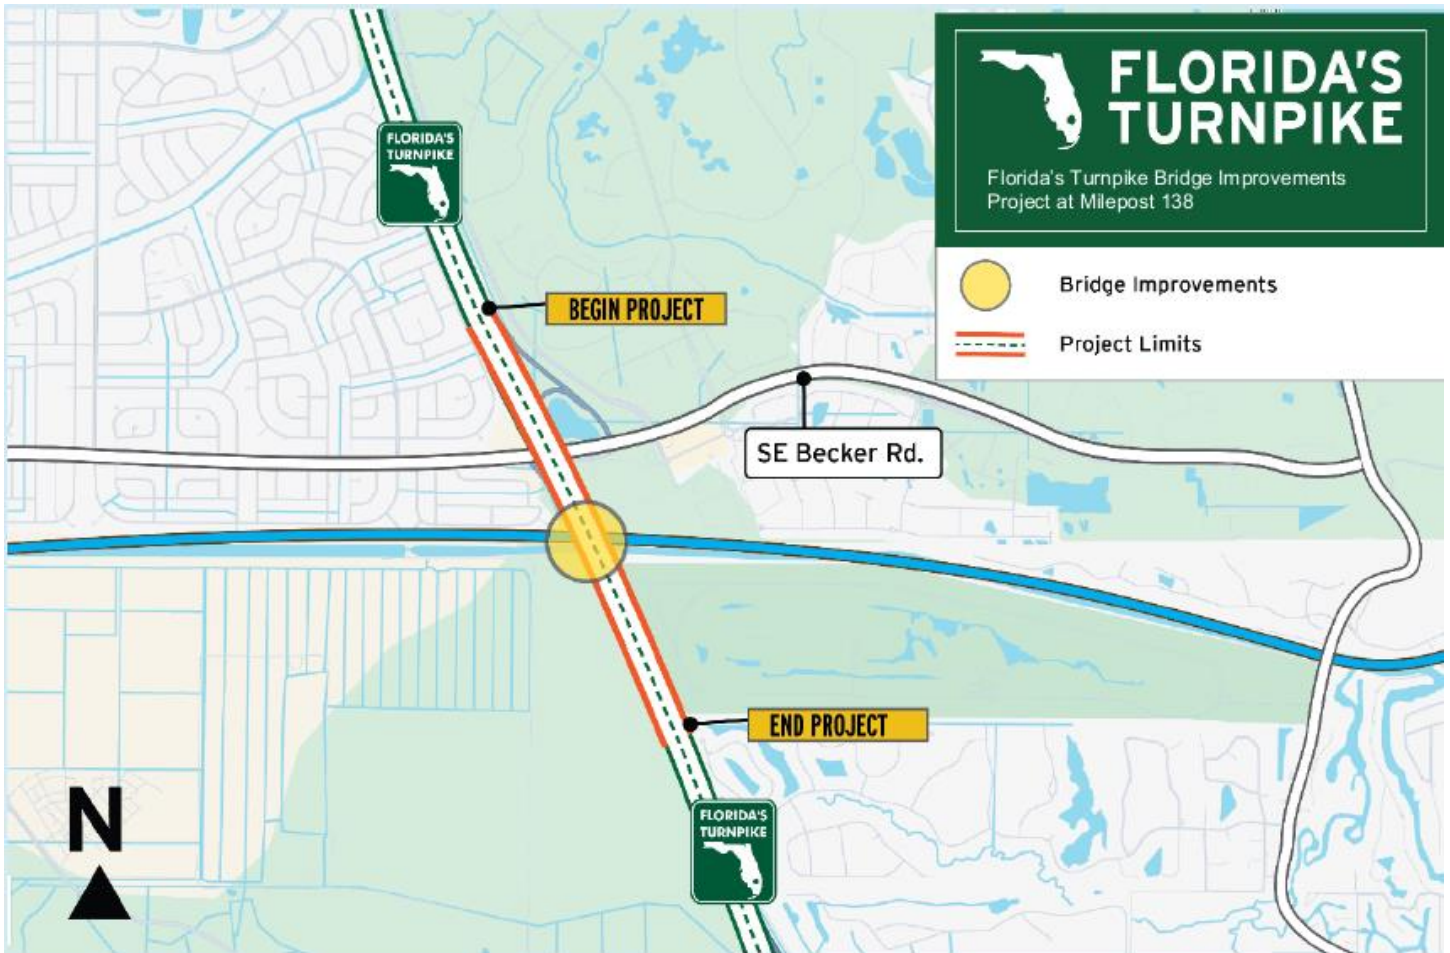 FLORIDA'S
TURNPIKE
Florida's Turnpike Bridge Improvements
Project at Milepost 138
Bridge Improvements
Project Limits
FLORIDA'S
TURNPIKE
BEGIN PROJECT
SE Becker Rd.
END PROJECT
FLORIDA'S
TURNPIKE
N